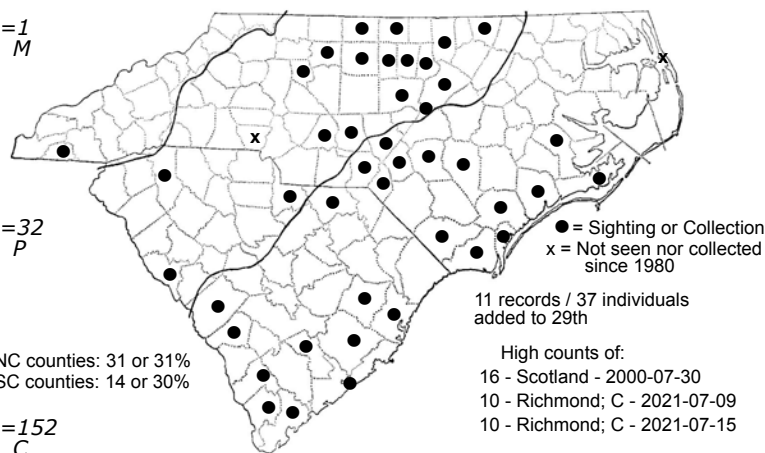 =1
M
x
x
=32
P
● = Sighting or Collection
x = Not seen nor collected
since 1980
11 records / 37 individuals
added to 29th
NC counties: 31 or 31%
SC counties: 14 or 30%
High counts of:
16 - Scotland - 2000-07-30
10 - Richmond; C - 2021-07-09
10 - Richmond; C - 2021-07-15
=152
C